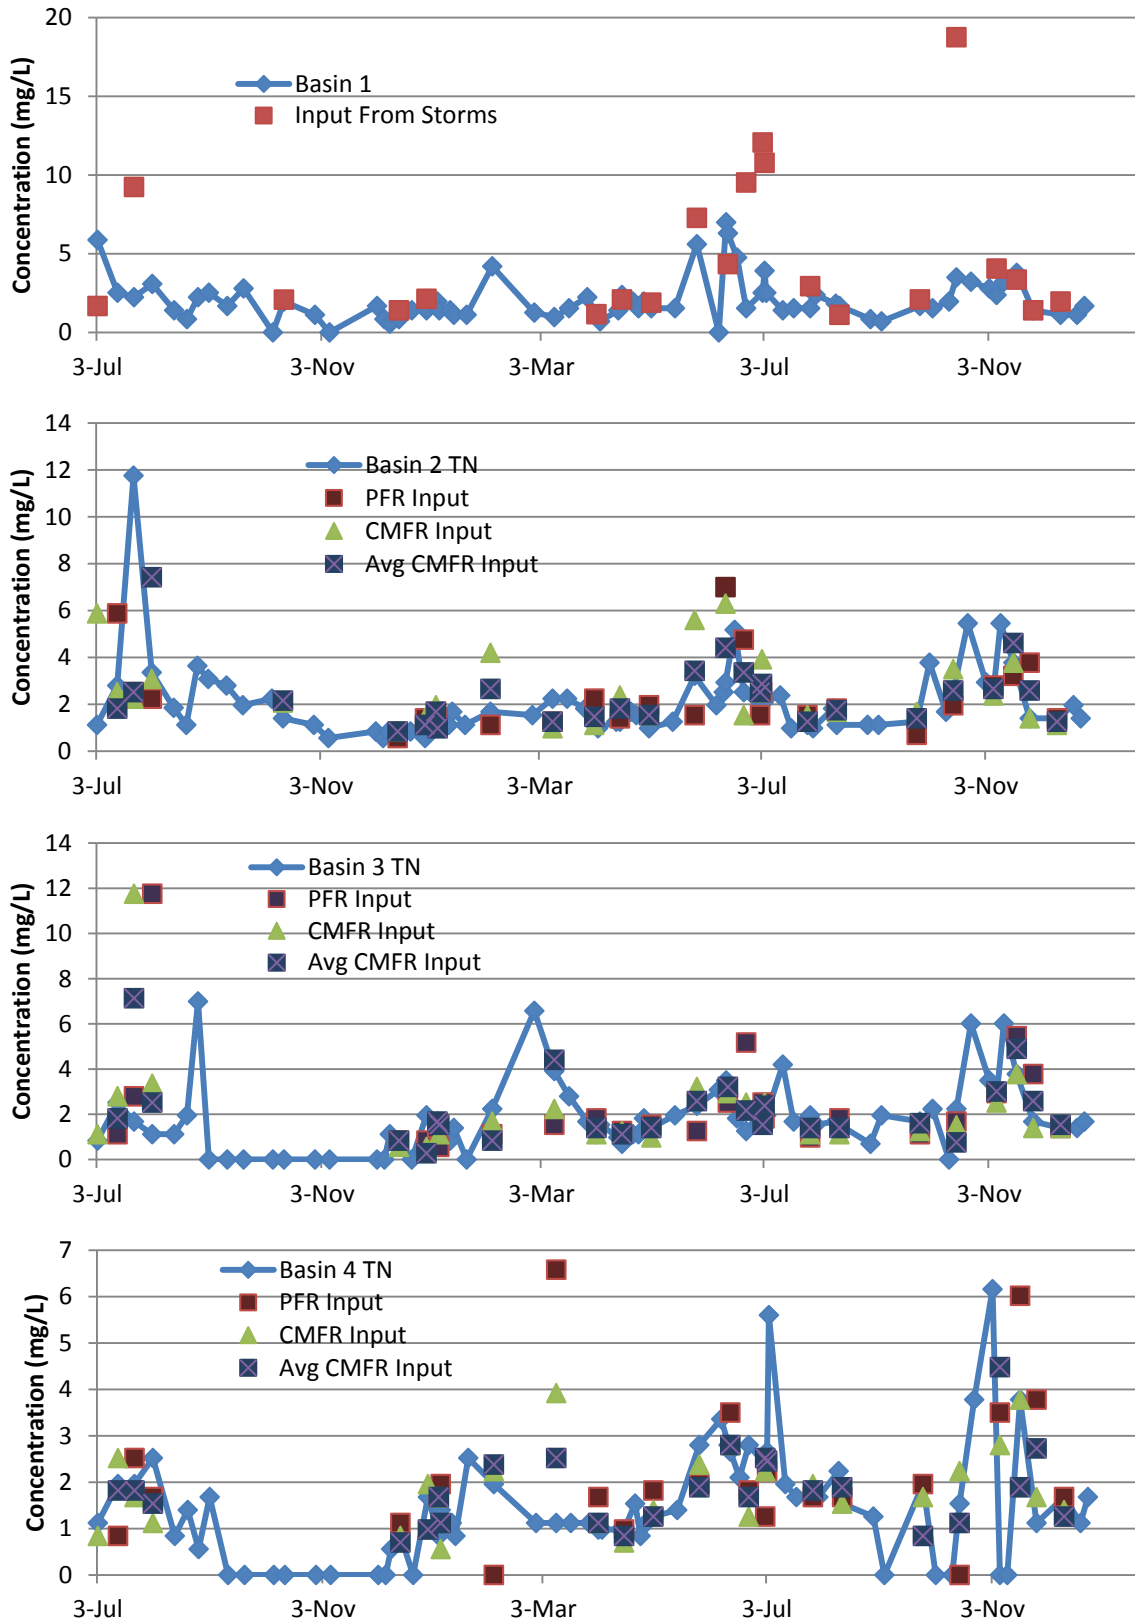 20
15
10
5
0
Concentration (mg/L)
Basin 1
Input From Storms
3-Jul 3-Nov 3-Mar 3-Jul 3-Nov
14
12
10
8
6
4
2
0
Concentration (mg/L)
Basin 2 TN
PFR Input
CMFR Input
Avg CMFR Input
3-Jul 3-Nov 3-Mar 3-Jul 3-Nov
14
12
10
8
6
4
2
0
Concentration (mg/L)
Basin 3 TN
PFR Input
CMFR Input
Avg CMFR Input
3-Jul 3-Nov 3-Mar 3-Jul 3-Nov
7
6
5
4
3
2
1
0
Concentration (mg/L)
Basin 4 TN
PFR Input
CMFR Input
Avg CMFR Input
3-Jul 3-Nov 3-Mar 3-Jul 3-Nov